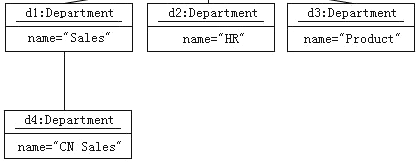 d1:Department
name="Sales"
d2:Department
name="HR"
d3:Department
name="Product"
d4:Department
name="CN Sales"